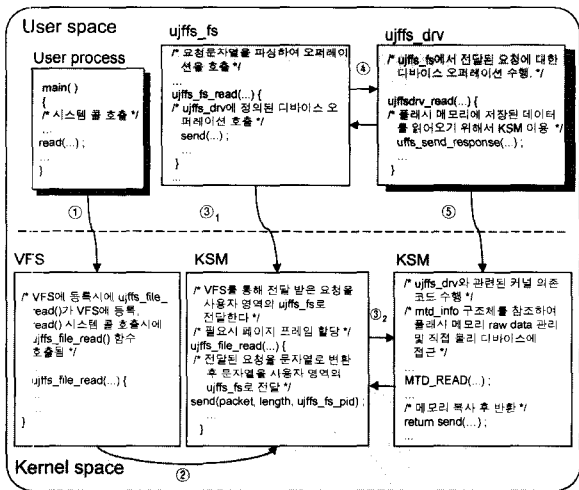 User space
User process
main( )
{
/* 시스템 콜 호출 */
...
read(...) ;
...
}
ujffs_fs
/* 요청문자열을 파싱하여 오퍼레이
션을 호출 */
...
ujffs_fs_read(...) {
/* ujffs_drv에 정의된 디바이스 오
퍼레이션 호출 */
send(...) ;
...
}
...
④
ujffs_drv
/* ujffs_fs에서 전달된 요청에 대한
디바이스 오퍼레이션 수행. */
ujffsdrv_read(...) {
/* 플래시 메모리에 저장된 데이터
를 읽어오기 위해서 KSM 이용 */
uffs_send_response(...) ;
...
}
...
①
③1
⑤
VFS
/* VFS에 등록시에 ujffs_file_
read()가 VFS에 등록,
read() 시스템 콜 호출시에
ujffs_file_read() 함수
호출됨 */
...
ujffs_file_read(...) {
...
...
}
KSM
/* VFS를 통해 전달 받은 요청을
사용자 영역의 ujffs_fs로
전달한다 */
/* 필요시 페이지 프레임 할당 */
ujffs_file_read(...) {
/* 전달된 요청을 문자열로 변환
후 문자열을 사용자 영역의
ujffs_fs로 전달 */
send(packet, length, ujffs_fs_pid) ;
...
}
③2
KSM
/* ujffs_drv와 관련된 커널 의존
코드 수행 */
/* mtd_info 구조체를 참조하여
플래시 메모리 raw data 관리
및 직접 물리 디바이스에
접근 */
...
MTD_READ(...) ;
...
/* 메모리 복사 후 반환 */
return send(...) ;
...
②
Kernel space